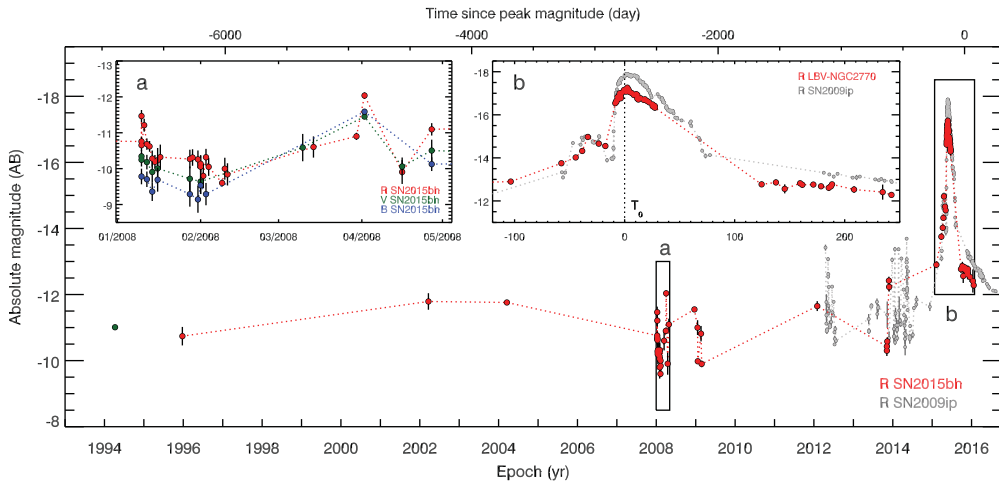 Time since peak magnitude (day)
-6000 -4000 -2000 0
Absolute magnitude (AB)
-18
-16
-14
-12
-10
-8
a
-13
-12
-11
-10
-9
R SN2015bh
V SN2015bh
B SN2015bh
01/2008 02/2008 03/2008 04/2008 05/2008
b
-18
-16
-14
-12
R LBV-NGC2770
R SN2009ip
T0
-100 0 100 200
a
b
R SN2015bh
R SN2009ip
1994 1996 1998 2000 2002 2004 2006 2008 2010 2012 2014 2016
Epoch (yr)